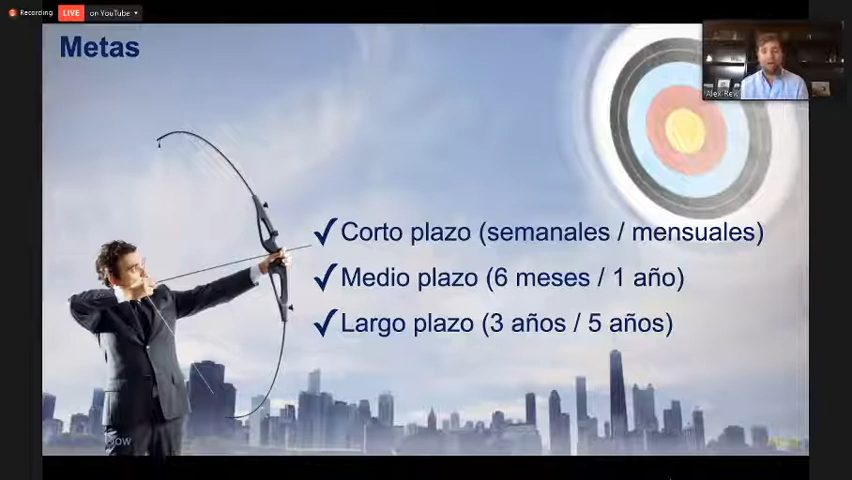 Recording
LIVE
on YouTube
Metas
✓Corto plazo (semanales / mensuales)
✓Medio plazo (6 meses / 1 año)
✓Largo plazo (3 años / 5 años)